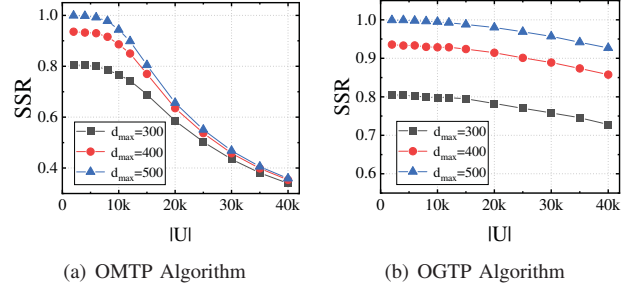 SSR
1.0
0.8
0.6
0.4
d_max=300
d_max=400
d_max=500
0
10k
20k
30k
40k
|U|
(a) OMTP Algorithm
SSR
1.0
0.9
0.8
0.7
0.6
d_max=300
d_max=400
d_max=500
0
10k
20k
30k
40k
|U|
(b) OGTP Algorithm